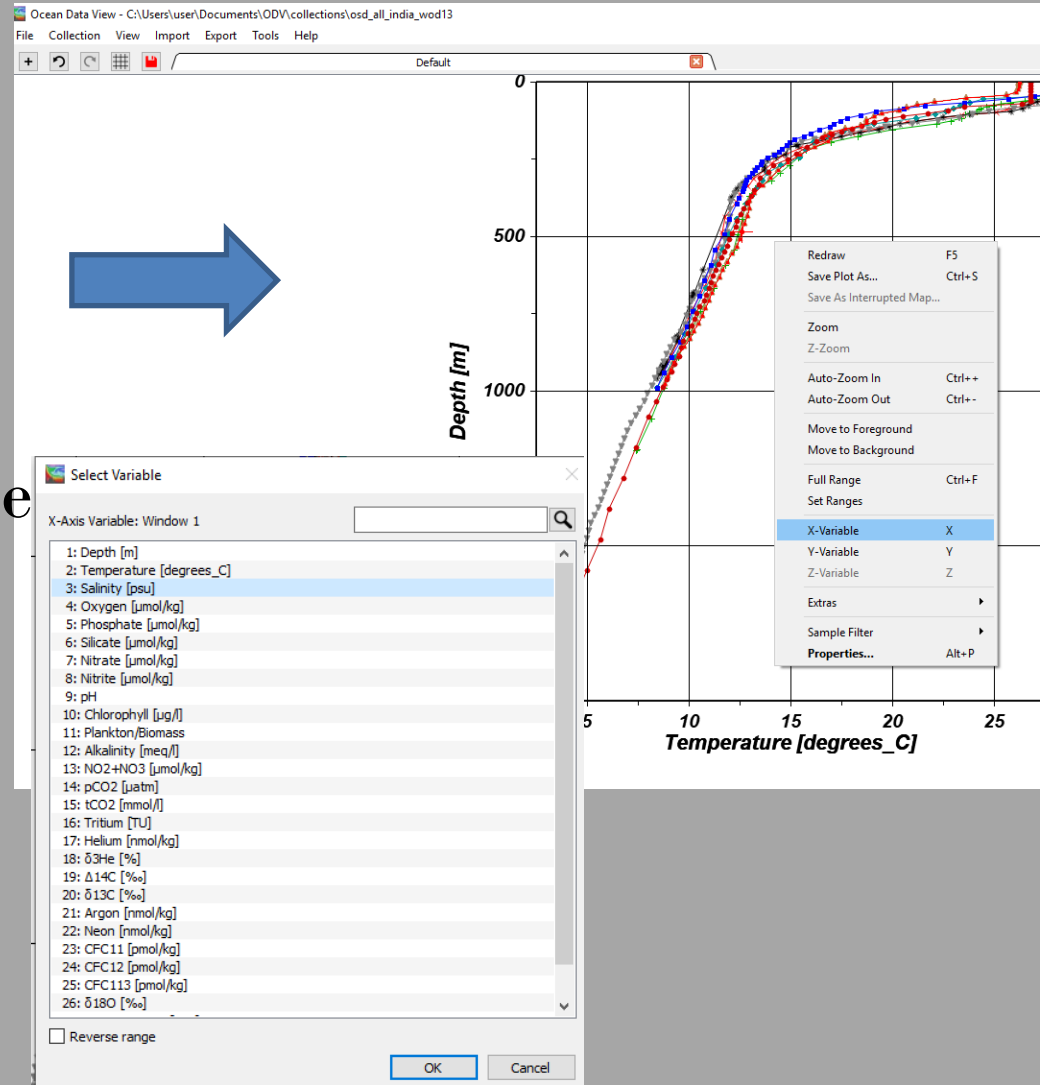 Ocean Data View - C:\Users\user\Documents\ODV\collections\osd_all_india_wod13
File Collection View Import Export Tools Help
+ Default
0
500
1000
Depth [m]
5 10 15 20 25
Temperature [degrees_C]
Redraw F5
Save Plot As... Ctrl+S
Save As Interrupted Map...
Zoom
Z-Zoom
Auto-Zoom In Ctrl++
Auto-Zoom Out Ctrl+-
Move to Foreground
Move to Background
Full Range Ctrl+F
Set Ranges
X-Variable X
Y-Variable Y
Z-Variable Z
Extras
Sample Filter
Properties... Alt+P
e
Select Variable
X-Axis Variable: Window 1
1: Depth [m]
2: Temperature [degrees_C]
3: Salinity [psu]
4: Oxygen [µmol/kg]
5: Phosphate [µmol/kg]
6: Silicate [µmol/kg]
7: Nitrate [µmol/kg]
8: Nitrite [µmol/kg]
9: pH
10: Chlorophyll [µg/l]
11: Plankton/Biomass
12: Alkalinity [meq/l]
13: NO2+NO3 [µmol/kg]
14: pCO2 [µatm]
15: tCO2 [mmol/l]
16: Tritium [TU]
17: Helium [nmol/kg]
18: δ3He [%]
19: Δ14C [‰]
20: δ13C [‰]
21: Argon [nmol/kg]
22: Neon [nmol/kg]
23: CFC11 [pmol/kg]
24: CFC12 [pmol/kg]
25: CFC113 [pmol/kg]
26: δ18O [‰]
Reverse range
OK Cancel